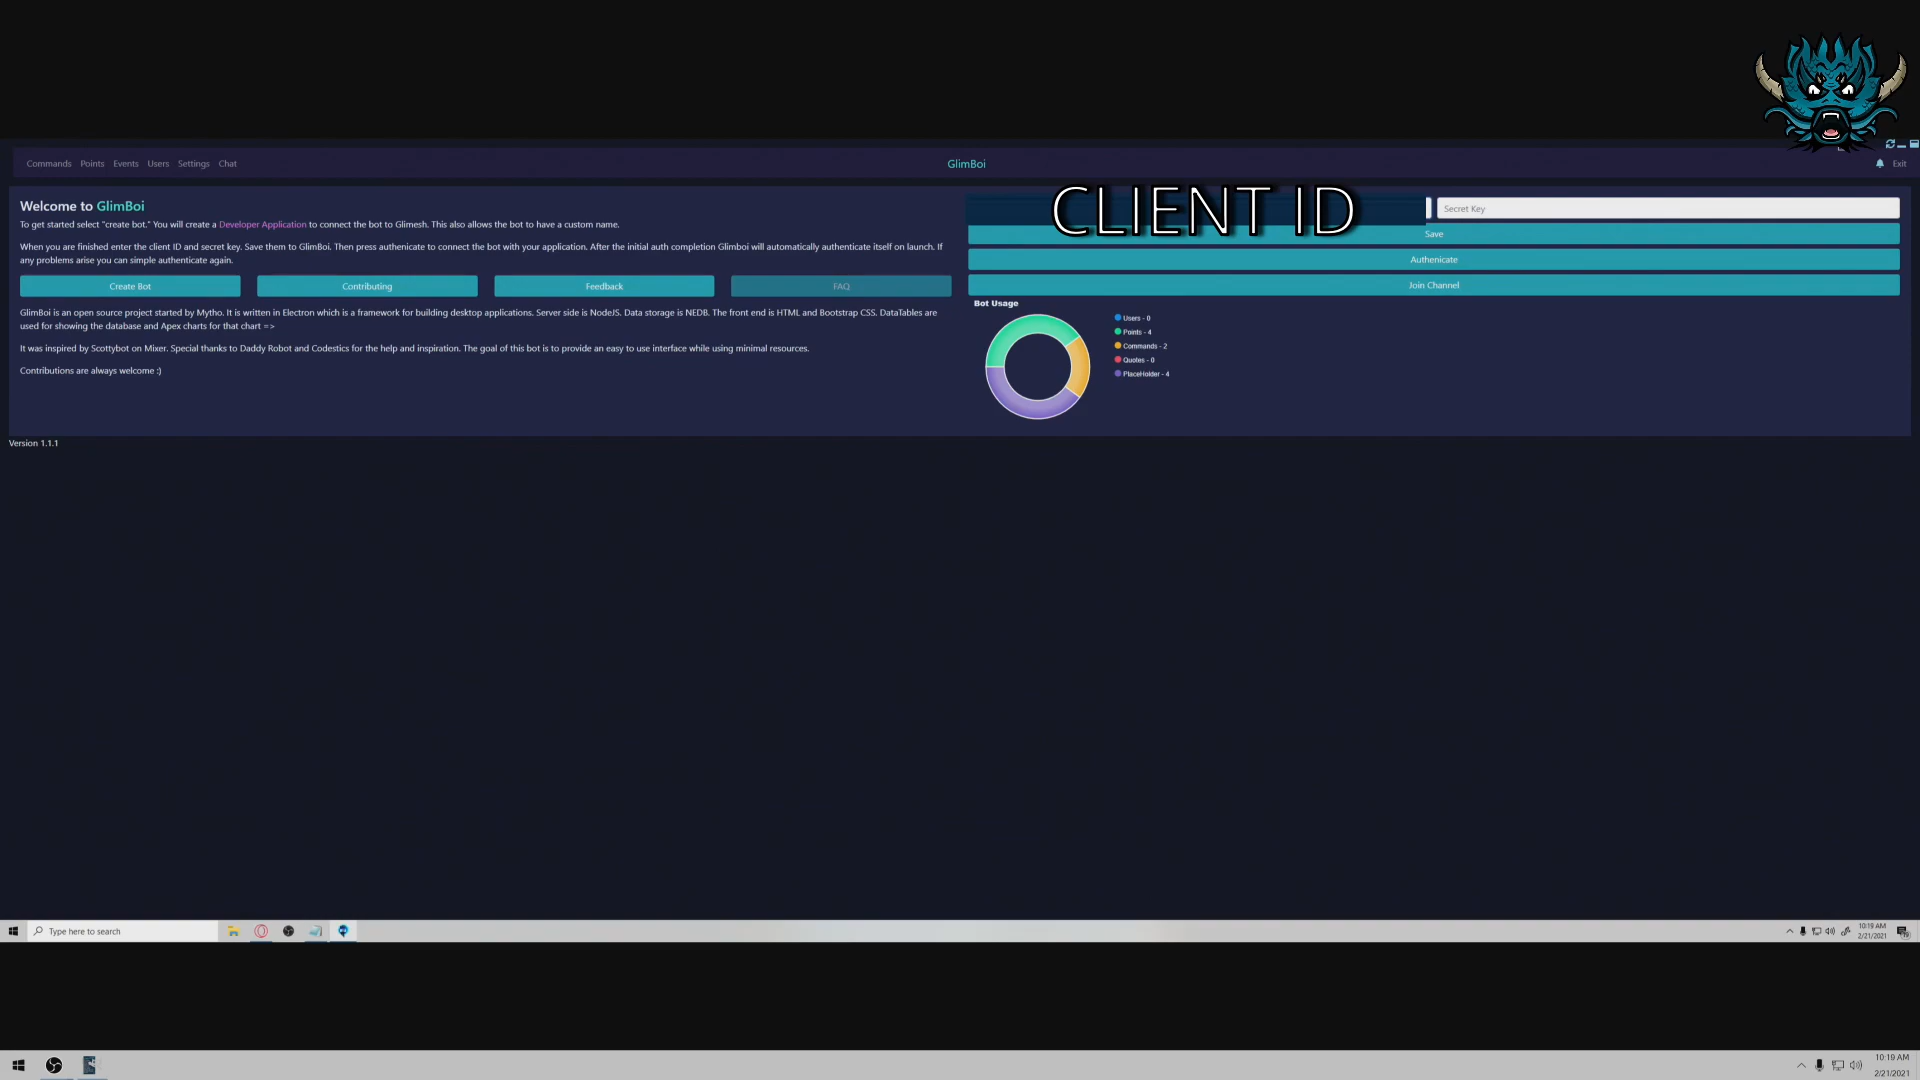 Commands Points Events Users Settings Chat
GlimBoi
Exit
Welcome to GlimBoi
To get started select "create bot." You will create a Developer Application to connect the bot to Glimesh. This also allows the bot to have a custom name.
When you are finished enter the client ID and secret key. Save them to GlimBoi. Then press authenticate to connect the bot with your application. After the initial auth completion Glimboi will automatically authenticate itself on launch. If
any problems arise you can simple authenticate again.
Create Bot
Contributing
Feedback
FAQ
GlimBoi is an open source project started by Mytho. It is written in Electron which is a framework for building desktop applications. Server side is NodeJS. Data storage is NEDB. The front end is HTML and Bootstrap CSS. DataTables are
used for showing the database and Apex charts for that chart =>
It was inspired by Scottybot on Mixer. Special thanks to Daddy Robot and Codestics for the help and inspiration. The goal of this bot is to provide an easy to use interface while using minimal resources.
Contributions are always welcome :)
Version 1.1.1
CLIENT ID
Secret Key
Save
Authenicate
Join Channel
Bot Usage
Users - 0
Points - 4
Commands - 2
Quotes - 0
PlaceHolder - 4
Type here to search
10:19 AM
2/21/2021
10:19 AM
2/21/2021